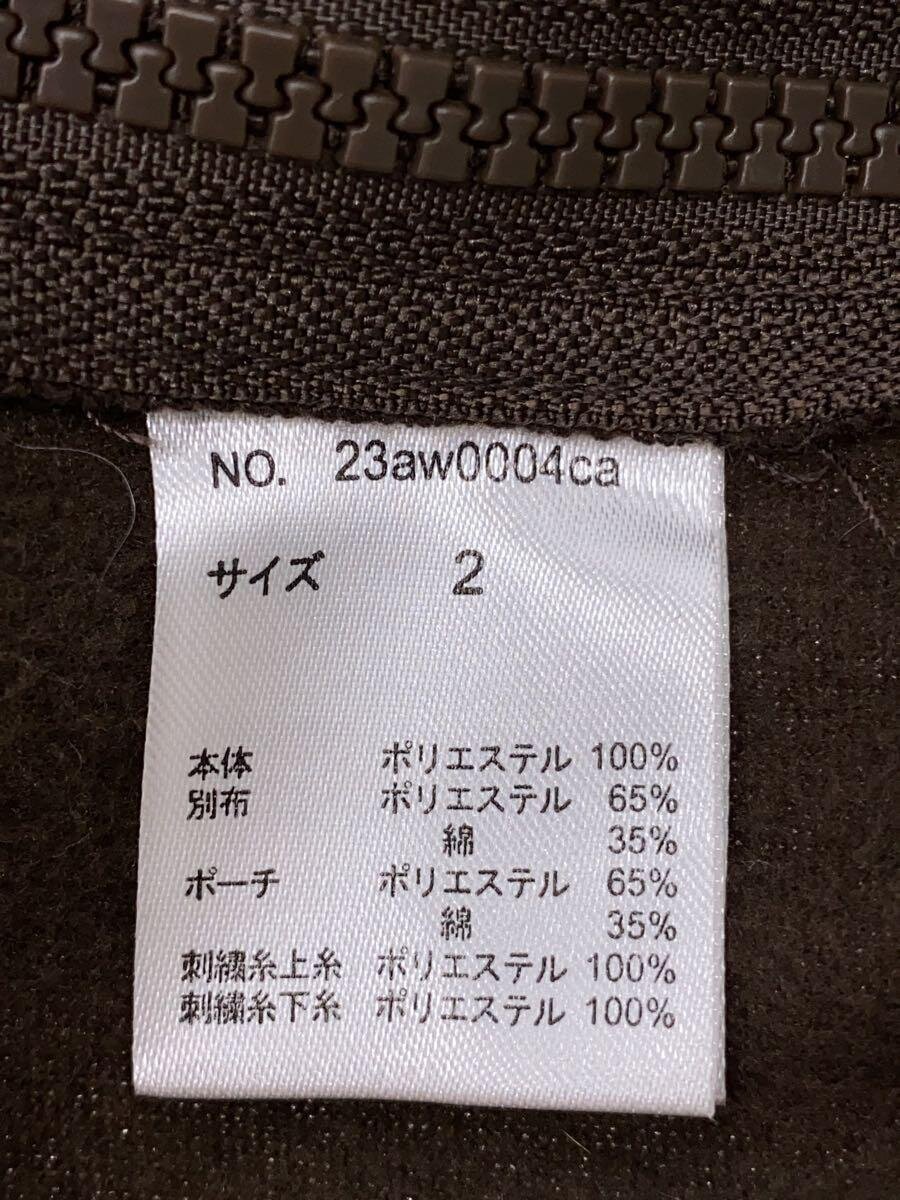 NO. 23aw0004ca
サイズ 2
本体 ポリエステル 100%
別布 ポリエステル 65%
綿 35%
ポーチ ポリエステル 65%
綿 35%
刺繍糸上糸 ポリエステル 100%
刺繍糸下糸 ポリエステル 100%